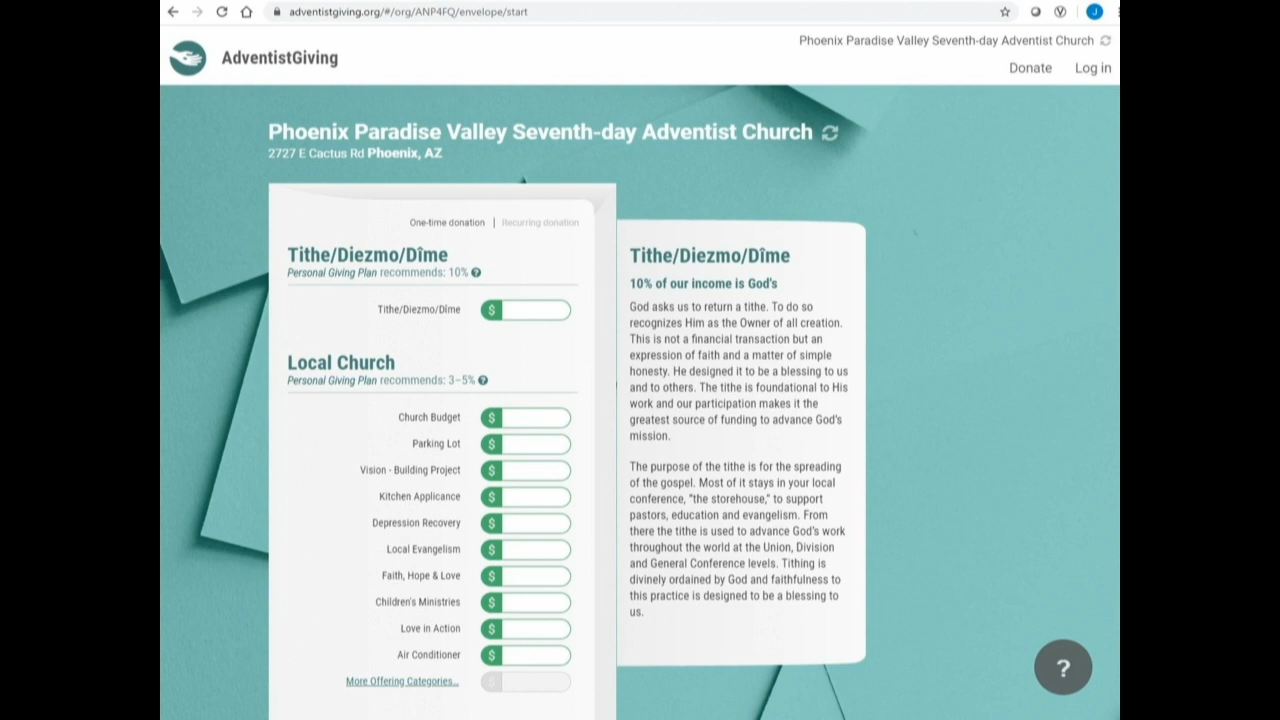 adventistgiving.org/#/org/ANP4FQ/envelope/start
J
Phoenix Paradise Valley Seventh-day Adventist Church
AdventistGiving
Donate
Log in
Phoenix Paradise Valley Seventh-day Adventist Church
2727 E Cactus Rd Phoenix, AZ
One-time donation | Recurring donation
Tithe/Diezmo/Dîme
Personal Giving Plan recommends: 10% ?
Tithe/Diezmo/Dîme $
Local Church
Personal Giving Plan recommends: 3–5% ?
Church Budget $
Parking Lot $
Vision - Building Project $
Kitchen Applicance $
Depression Recovery $
Local Evangelism $
Faith, Hope & Love $
Children's Ministries $
Love in Action $
Air Conditioner $
More Offering Categories...
Tithe/Diezmo/Dîme
10% of our income is God's
God asks us to return a tithe. To do so
recognizes Him as the Owner of all creation.
This is not a financial transaction but an
expression of faith and a matter of simple
honesty. He designed it to be a blessing to us
and to others. The tithe is foundational to His
work and our participation makes it the
greatest source of funding to advance God's
mission.
The purpose of the tithe is for the spreading
of the gospel. Most of it stays in your local
conference, "the storehouse," to support
pastors, education and evangelism. From
there the tithe is used to advance God's work
throughout the world at the Union, Division
and General Conference levels. Tithing is
divinely ordained by God and faithfulness to
this practice is designed to be a blessing to
us.
?